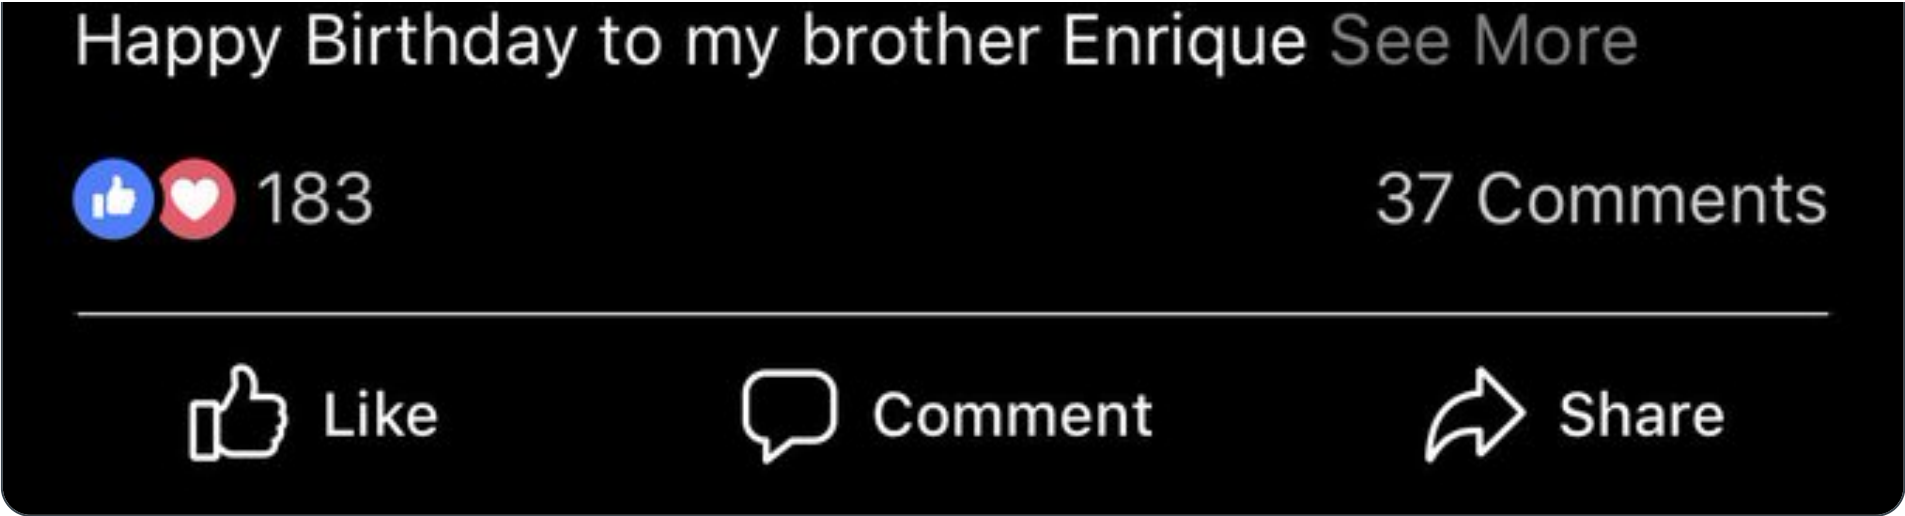 Happy Birthday to my brother Enrique See More
183 37 Comments
Like Comment Share